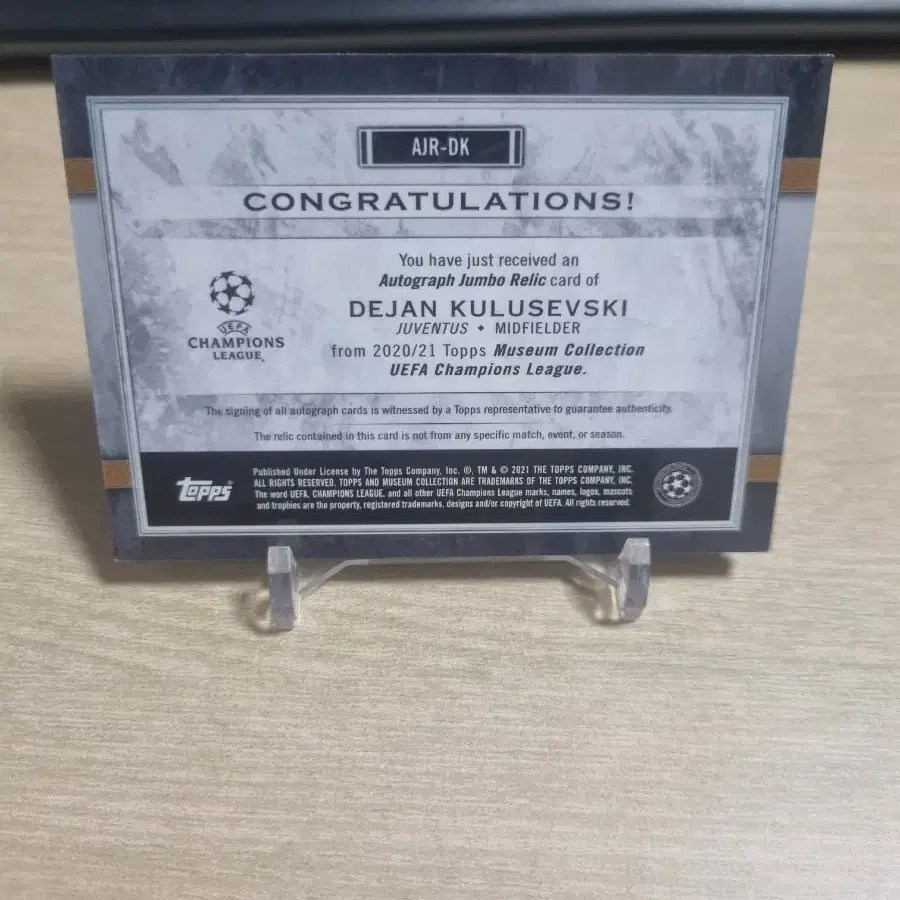 AJR-DK
CONGRATULATIONS!
You have just received an
Autograph Jumbo Relic card of
DEJAN KULUSEVSKI
JUVENTUS • MIDFIELDER
from 2020/21 Topps Museum Collection
UEFA Champions League.
UEFA
CHAMPIONS
LEAGUE
The signing of all autograph cards is witnessed by a Topps representative to guarantee authenticity.
The relic contained in this card is not from any specific match, event, or season.
topps
Published Under License by The Topps Company, Inc. ®, TM & © 2021 THE TOPPS COMPANY, INC.
ALL RIGHTS RESERVED. TOPPS AND MUSEUM COLLECTION ARE TRADEMARKS OF THE TOPPS COMPANY, INC.
The word UEFA, CHAMPIONS LEAGUE, and all other UEFA Champions League marks, names, logos, mascots
and trophies are the property, registered trademarks, designs and/or copyright of UEFA. All rights reserved.